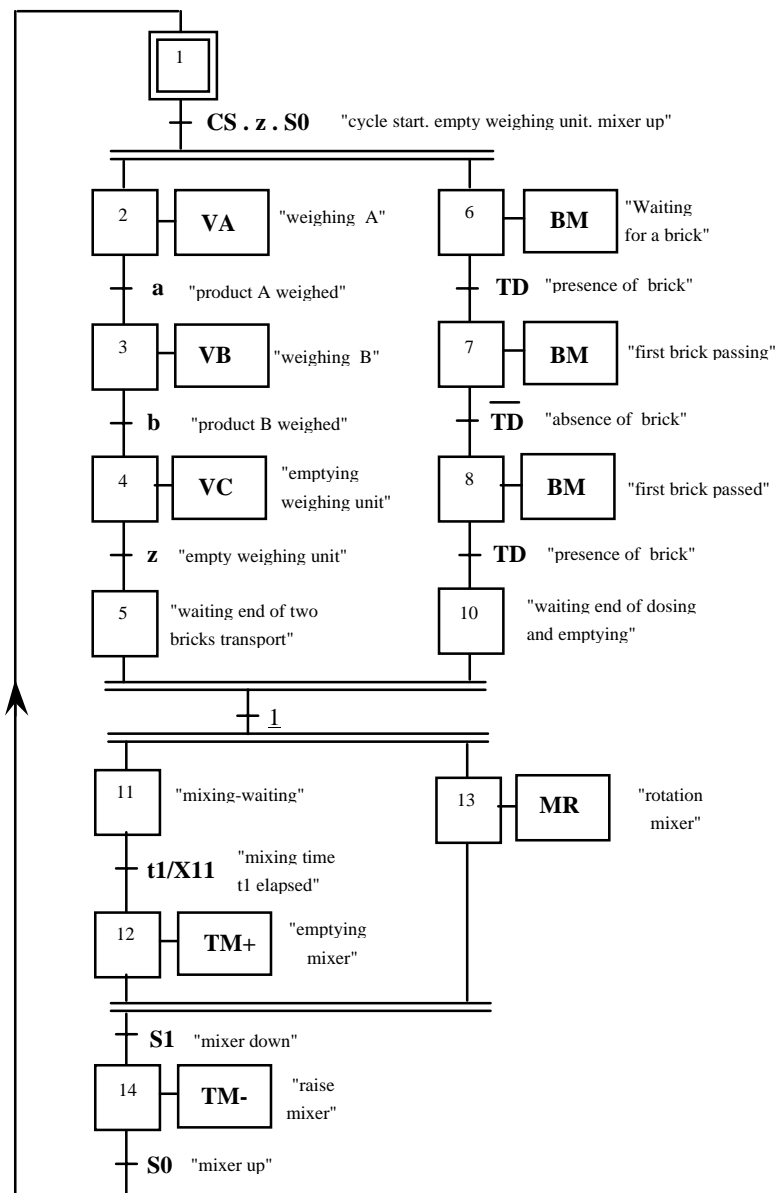 1
CS . z . S0 "cycle start. empty weighing unit. mixer up"
2 VA "weighing A"
6 BM "Waiting
for a brick"
a "product A weighed"
TD "presence of brick"
3 VB "weighing B"
7 BM "first brick passing"
b "product B weighed"
T̅D̅ "absence of brick"
4 VC "emptying
weighing unit"
8 BM "first brick passed"
z "empty weighing unit"
TD "presence of brick"
5 "waiting end of two
bricks transport"
10 "waiting end of dosing
and emptying"
1
11 "mixing-waiting"
13 MR "rotation
mixer"
t1/X11 "mixing time
t1 elapsed"
12 TM+ "emptying
mixer"
S1 "mixer down"
14 TM- "raise
mixer"
S0 "mixer up"